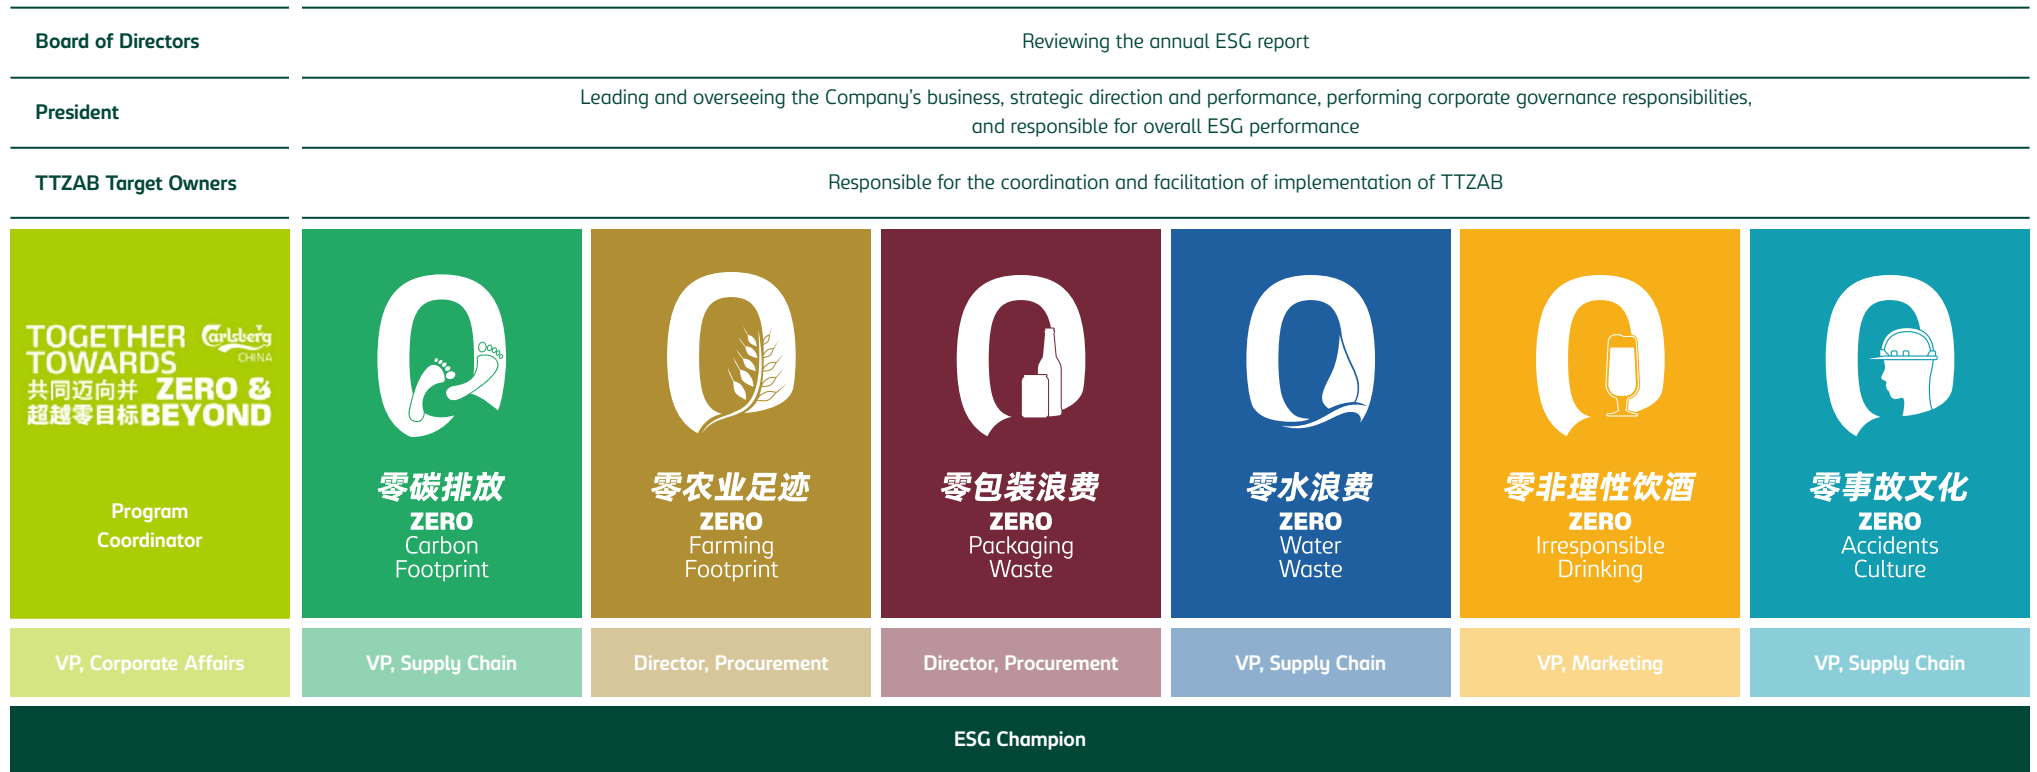 Board of Directors
Reviewing the annual ESG report
President
Leading and overseeing the Company's business, strategic direction and performance, performing corporate governance responsibilities,
and responsible for overall ESG performance
TTZAB Target Owners
Responsible for the coordination and facilitation of implementation of TTZAB
TOGETHER
TOWARDS
Carlsberg
CHINA
共同迈向并 ZERO &
超越零目标 BEYOND
Program
Coordinator
零碳排放
ZERO
Carbon
Footprint
零农业足迹
ZERO
Farming
Footprint
零包装浪费
ZERO
Packaging
Waste
零水浪费
ZERO
Water
Waste
零非理性饮酒
ZERO
Irresponsible
Drinking
零事故文化
ZERO
Accidents
Culture
VP, Corporate Affairs
VP, Supply Chain
Director, Procurement
Director, Procurement
VP, Supply Chain
VP, Marketing
VP, Supply Chain
ESG Champion